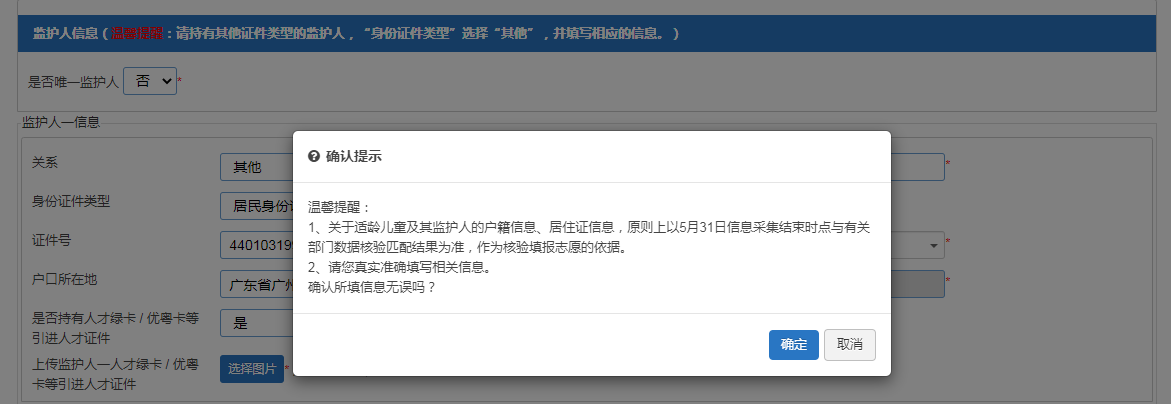 监护人信息（温馨提醒：请持有其他证件类型的监护人，“身份证件类型”选择“其他”，并填写相应的信息。）
是否唯一监护人 否 *
监护人一信息
确认提示
关系 其他 *
温馨提醒：
身份证件类型 居民身份
1、关于适龄儿童及其监护人的户籍信息、居住证信息，原则上以5月31日信息采集结束时点与有关
证件号 44010319 *
部门数据核验匹配结果为准，作为核验填报志愿的依据。
2、请您真实准确填写相关信息。
户口所在地 广东省广州 *
确认所填信息无误吗？
是否持有人才绿卡 / 优粤卡等 是
引进人才证件
确定 取消
上传监护人一人才绿卡 / 优粤 选择图片 *
卡等引进人才证件